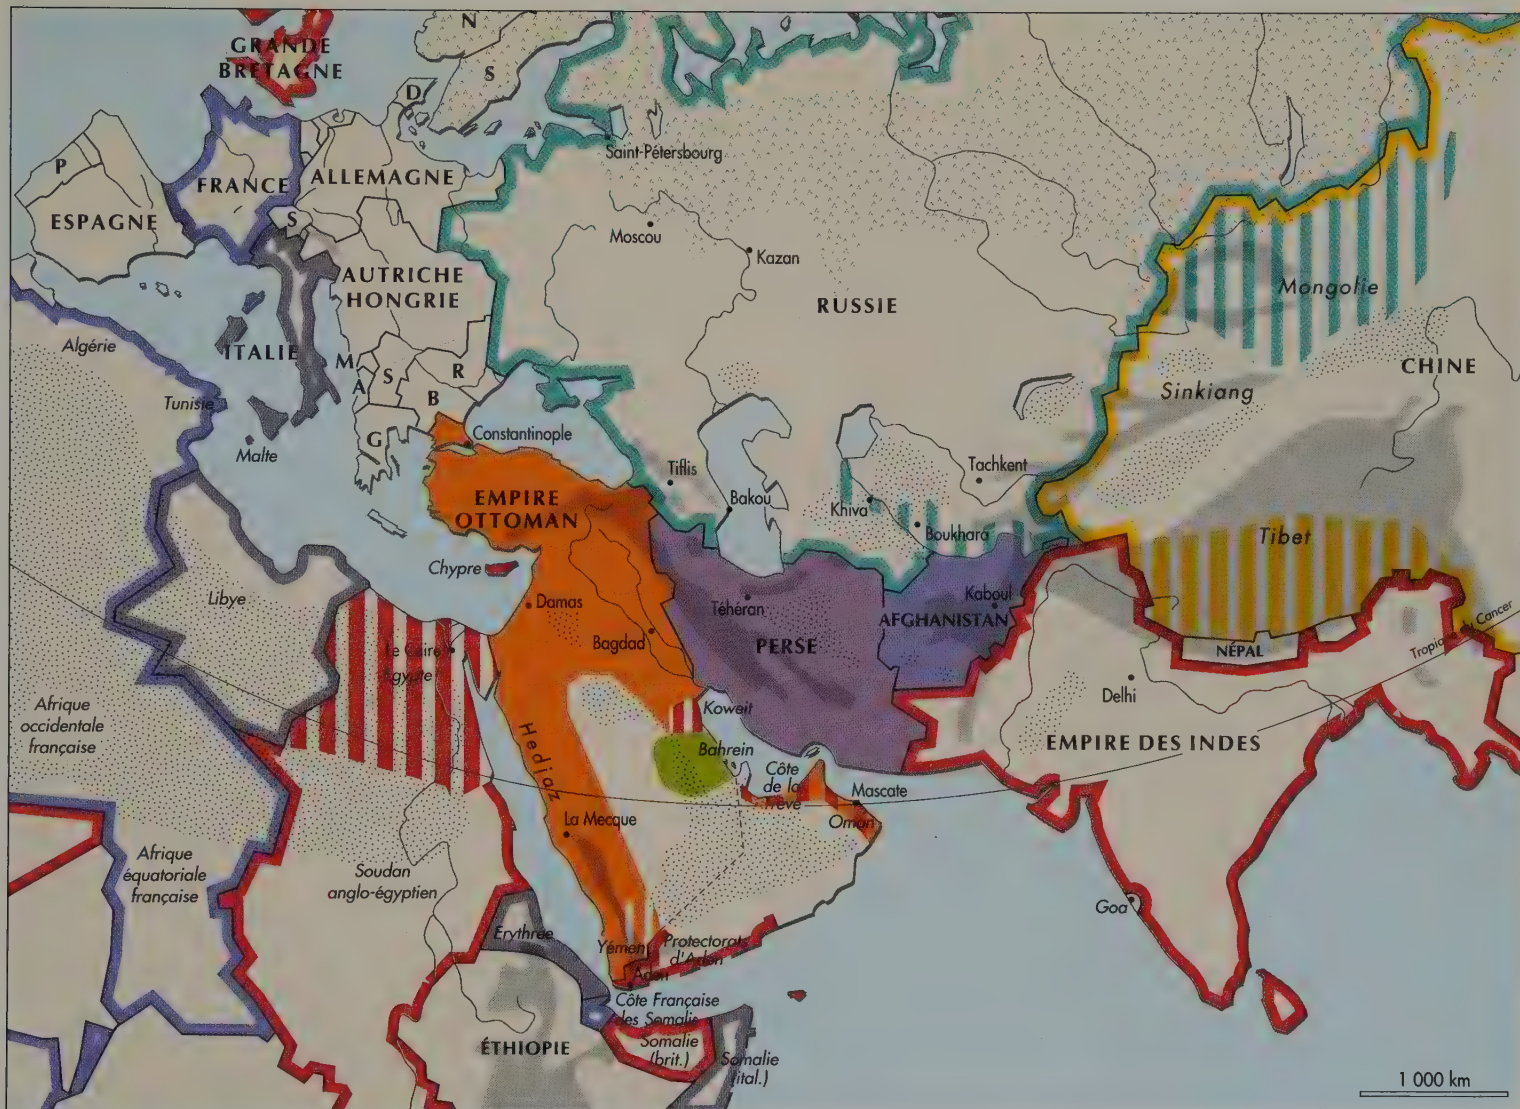 N
GRANDE
BRETAGNE
S
D
P
FRANCE
ALLEMAGNE
ESPAGNE
S
Saint-Pétersbourg
Moscou
Kazan
AUTRICHE
HONGRIE
RUSSIE
Mongolie
CHINE
Algérie
ITALIE
M
A
S
R
B
Sinkiang
Tunisie
G
Constantinople
Malte
Tiflis
Tachkent
Bakou
Khiva
Boukhara
Tibet
EMPIRE
OTTOMAN
Chypre
Libye
Damas
Téhéran
Kaboul
AFGHANISTAN
Bagdad
PERSE
Le Caire
Égypte
NÉPAL
Tropique du Cancer
Delhi
Afrique
occidentale
française
Koweit
Hedjaz
Bahrein
EMPIRE DES INDES
Côte
de la
Trêve
Mascate
Oman
La Mecque
Afrique
équatoriale
française
Soudan
anglo-égyptien
Goa
Érythrée
Yémen
Protectorats
d'Aden
Aden
Côte Française
des Somalis
ÉTHIOPIE
Somalie
(brit.)
Somalie
(ital.)
1 000 km